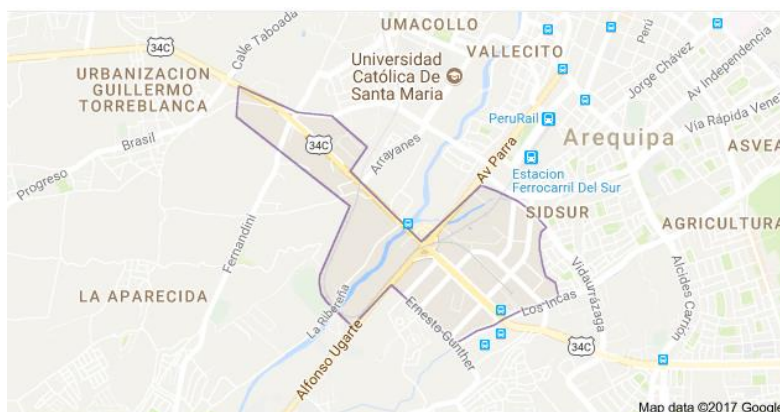 UMACOLLO
Perú
Av Independencia
34C
Calle Taboada
VALLECITO
Jorge Chávez
Universidad
Católica De
Santa Maria
URBANIZACION
GUILLERMO
TORREBLANCA
Vía Rápida Venez
PeruRail
Arequipa
Brasil
34C
Arrayanes
Av Parra
ASVEA
Estacion
Ferrocarril Del Sur
Progreso
SIDSUR
AGRICULTURA
Fernandini
Vidaurrázaga
Alcides Carrión
LA APARECIDA
La Ribereña
Los Incas
Ernesto Gunther
Alfonso Ugarte
34C
Map data ©2017 Google